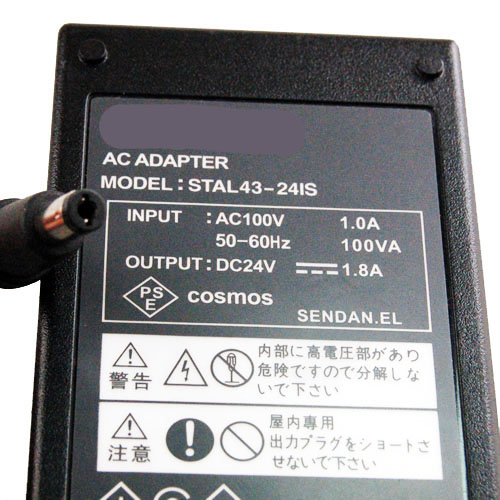 AC ADAPTER
MODEL : STAL43-24IS
INPUT : AC100V 1.0A
50-60Hz 100VA
OUTPUT : DC24V ⎓ 1.8A
PS
E
cosmos
SENDAN.EL
警告
内部に高電圧部があり
危険ですので分解しな
いで下さい
注意
屋内専用
出力プラグをショートさ
せないで下さい